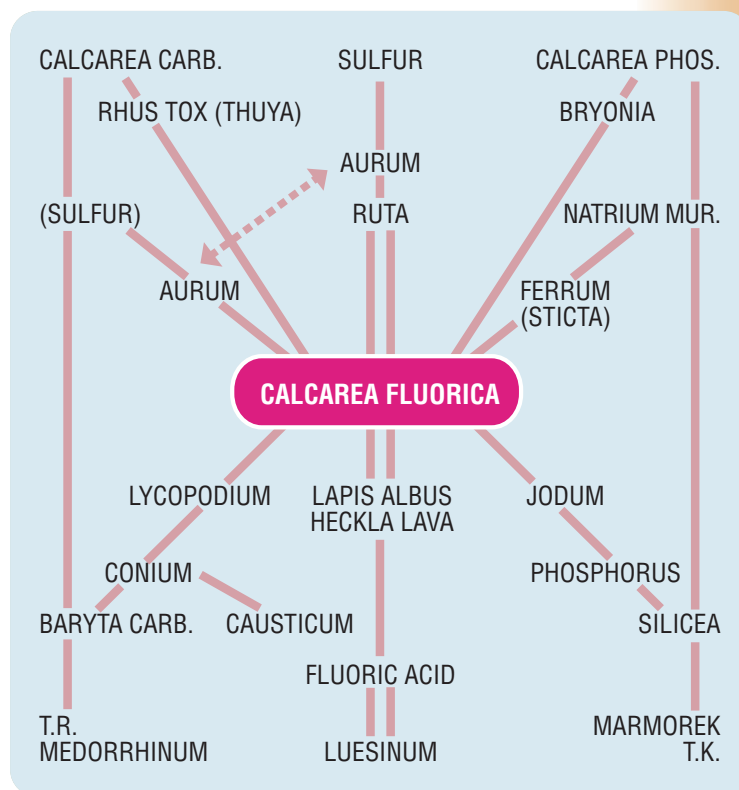 CALCAREA CARB.
SULFUR
CALCAREA PHOS.
RHUS TOX (THUYA)
BRYONIA
AURUM
(SULFUR)
RUTA
NATRIUM MUR.
AURUM
FERRUM
(STICTA)
CALCAREA FLUORICA
LYCOPODIUM
LAPIS ALBUS
HECKLA LAVA
JODUM
CONIUM
PHOSPHORUS
BARYTA CARB.
CAUSTICUM
SILICEA
FLUORIC ACID
T.R.
MEDORRHINUM
LUESINUM
MARMOREK
T.K.